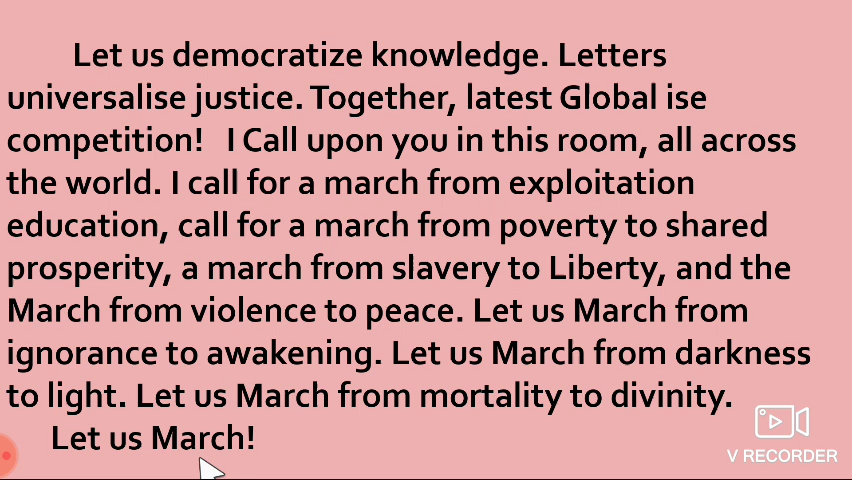 Let us democratize knowledge. Letters
universalise justice. Together, latest Global ise
competition! I Call upon you in this room, all across
the world. I call for a march from exploitation
education, call for a march from poverty to shared
prosperity, a march from slavery to Liberty, and the
March from violence to peace. Let us March from
ignorance to awakening. Let us March from darkness
to light. Let us March from mortality to divinity.
Let us March!
V RECORDER